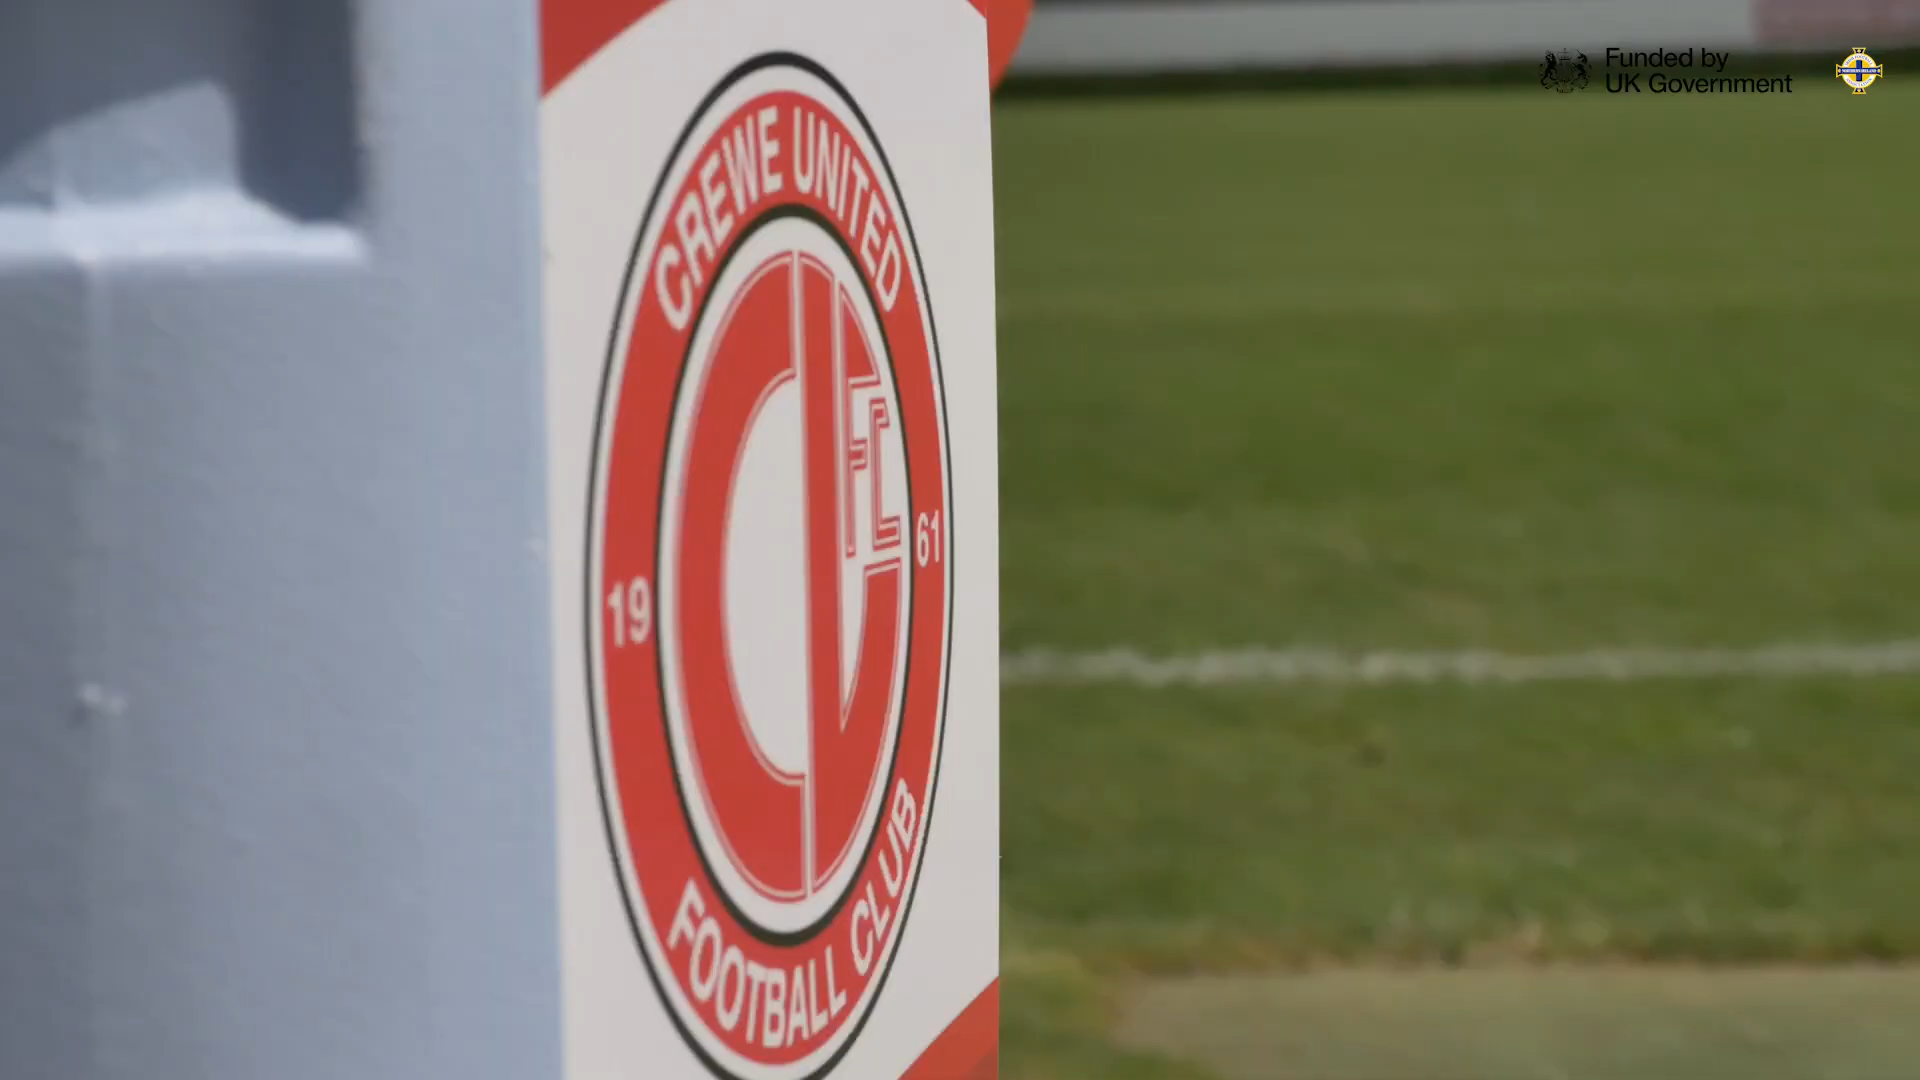 CREWE UNITED
FC
19 61
FOOTBALL CLUB
Funded by
UK Government